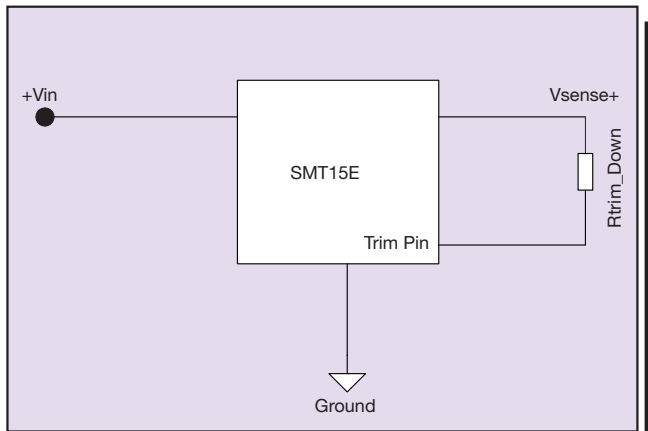 +Vin
Vsense+
SMT15E
Rtrim_Down
Trim Pin
Ground